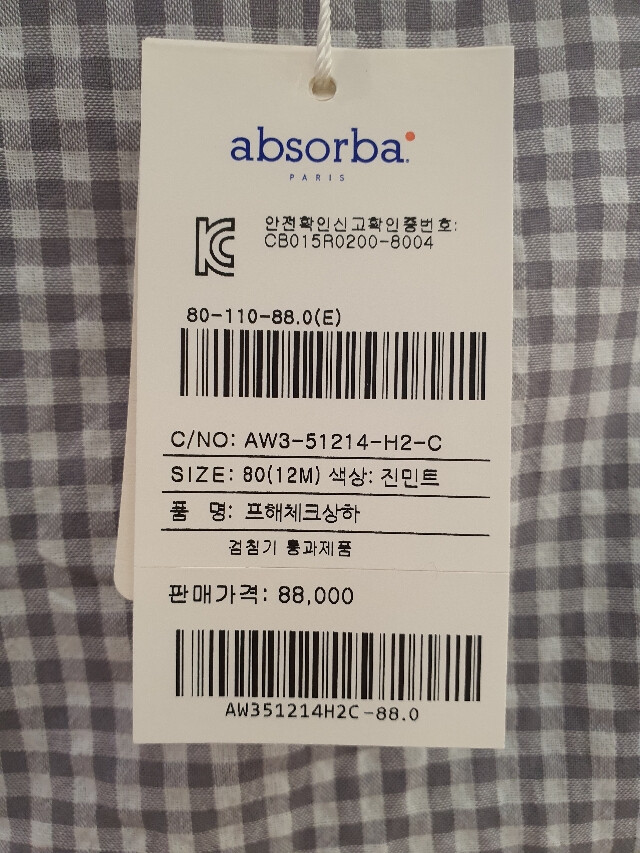 absorba.
PARIS
안전확인신고확인증번호:
CB015R0200-8004
80-110-88.0(E)
C/NO: AW3-51214-H2-C
SIZE: 80(12M) 색상: 진민트
품 명: 프해체크상하
검침기 통과제품
판매가격: 88,000
AW351214H2C-88.0